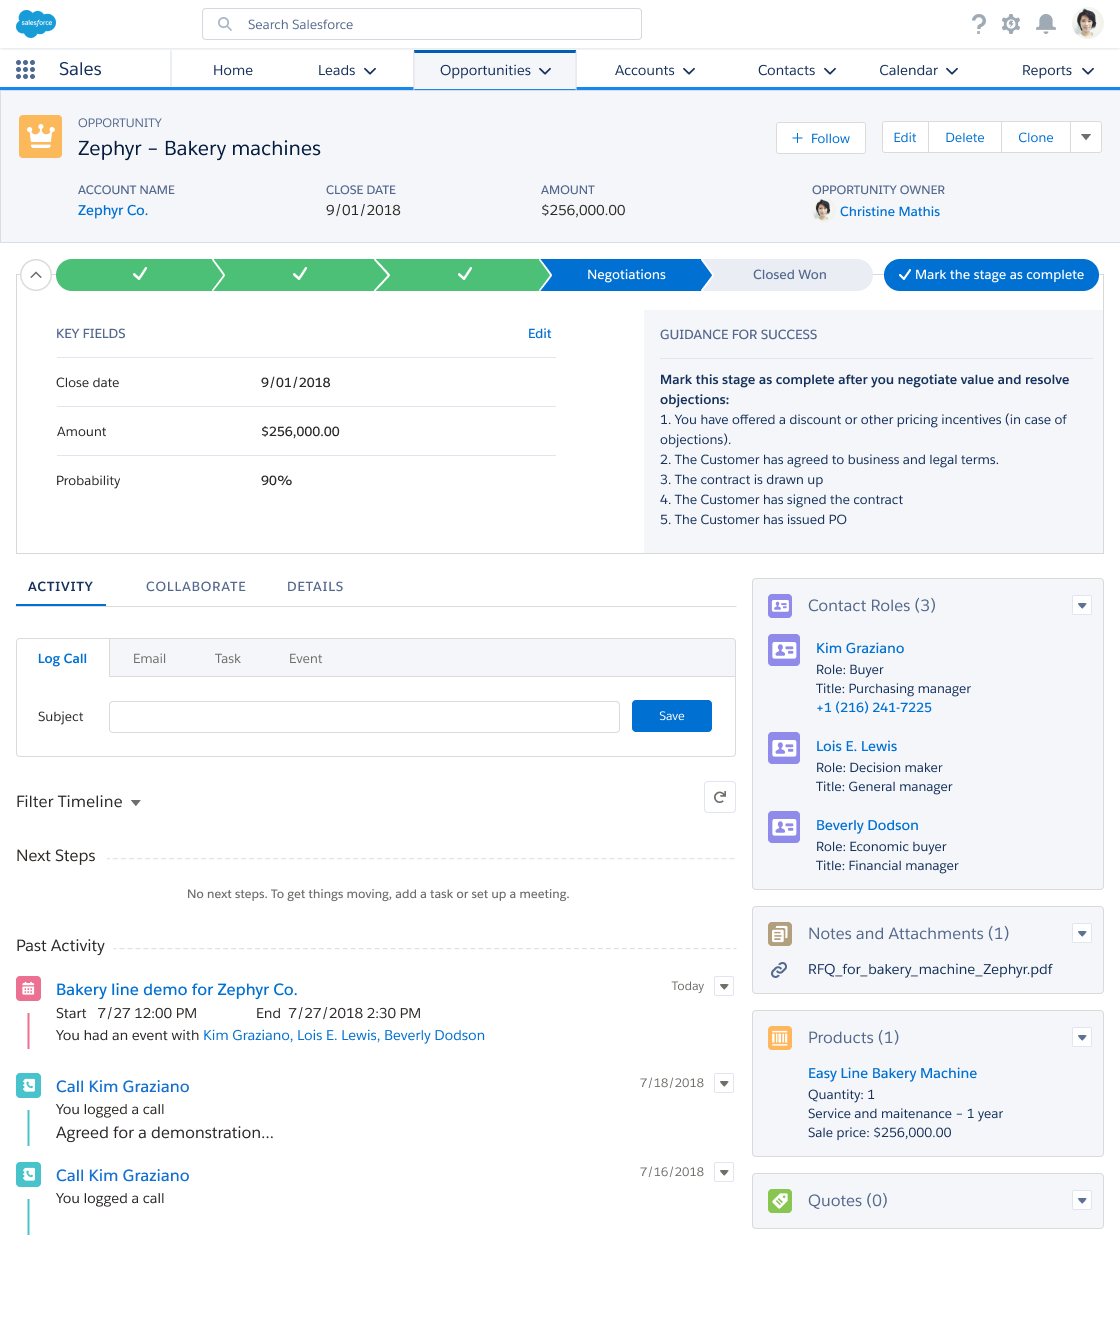 salesforce
Search Salesforce
Sales
Home
Leads
Opportunities
Accounts
Contacts
Calendar
Reports
OPPORTUNITY
Zephyr – Bakery machines
+ Follow
Edit
Delete
Clone
ACCOUNT NAME
CLOSE DATE
AMOUNT
OPPORTUNITY OWNER
Zephyr Co.
9/01/2018
$256,000.00
Christine Mathis
Negotiations
Closed Won
Mark the stage as complete
KEY FIELDS
Edit
Close date
9/01/2018
Amount
$256,000.00
Probability
90%
GUIDANCE FOR SUCCESS
Mark this stage as complete after you negotiate value and resolve
objections:
1. You have offered a discount or other pricing incentives (in case of
objections).
2. The Customer has agreed to business and legal terms.
3. The contract is drawn up
4. The Customer has signed the contract
5. The Customer has issued PO
ACTIVITY
COLLABORATE
DETAILS
Log Call
Email
Task
Event
Subject
Save
Filter Timeline
Next Steps
No next steps. To get things moving, add a task or set up a meeting.
Past Activity
Bakery line demo for Zephyr Co.
Today
Start 7/27 12:00 PM
End 7/27/2018 2:30 PM
You had an event with Kim Graziano, Lois E. Lewis, Beverly Dodson
Call Kim Graziano
7/18/2018
You logged a call
Agreed for a demonstration...
Call Kim Graziano
7/16/2018
You logged a call
Contact Roles (3)
Kim Graziano
Role: Buyer
Title: Purchasing manager
+1 (216) 241-7225
Lois E. Lewis
Role: Decision maker
Title: General manager
Beverly Dodson
Role: Economic buyer
Title: Financial manager
Notes and Attachments (1)
RFQ_for_bakery_machine_Zephyr.pdf
Products (1)
Easy Line Bakery Machine
Quantity: 1
Service and maitenance – 1 year
Sale price: $256,000.00
Quotes (0)